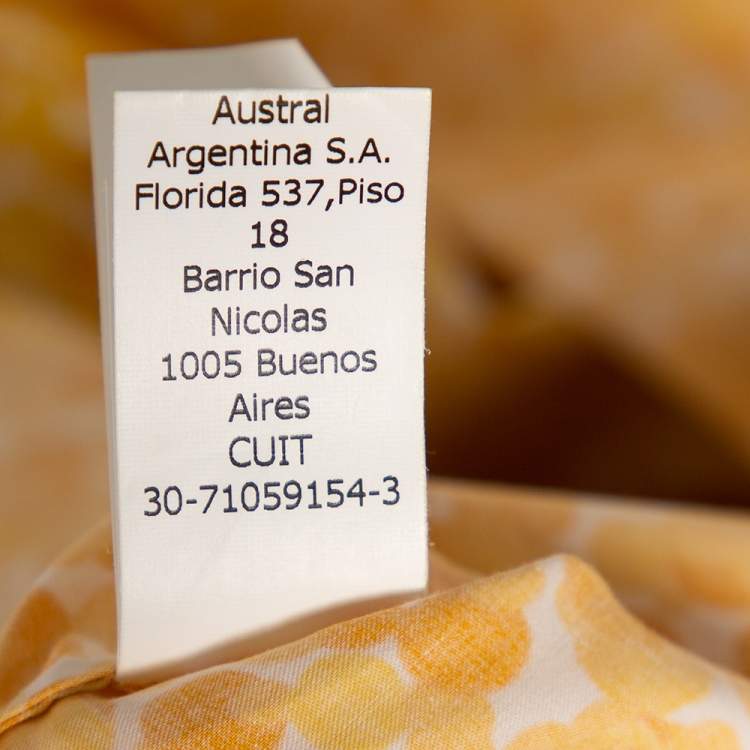 Austral
Argentina S.A.
Florida 537,Piso
18
Barrio San
Nicolas
1005 Buenos
Aires
CUIT
30-71059154-3